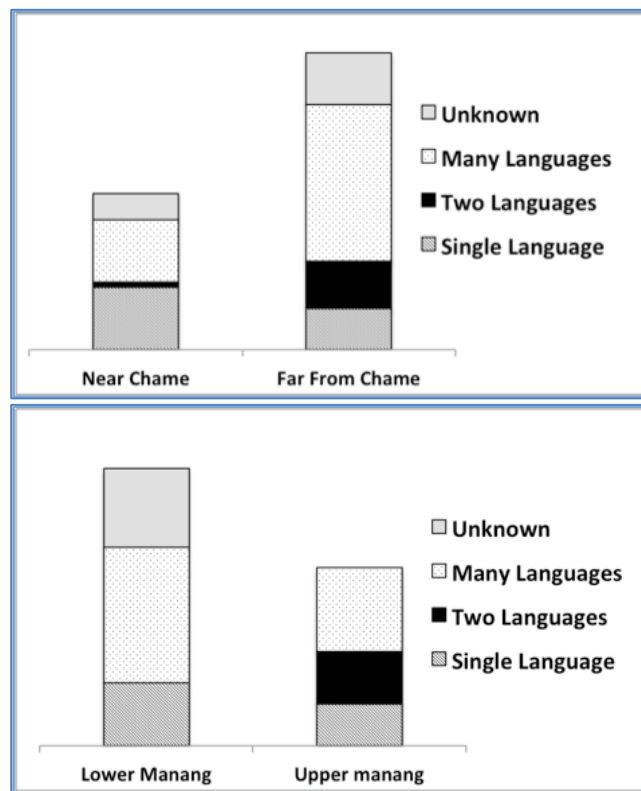 Unknown
Many Languages
Two Languages
Single Language
Near Chame
Far From Chame
Unknown
Many Languages
Two Languages
Single Language
Lower Manang
Upper manang